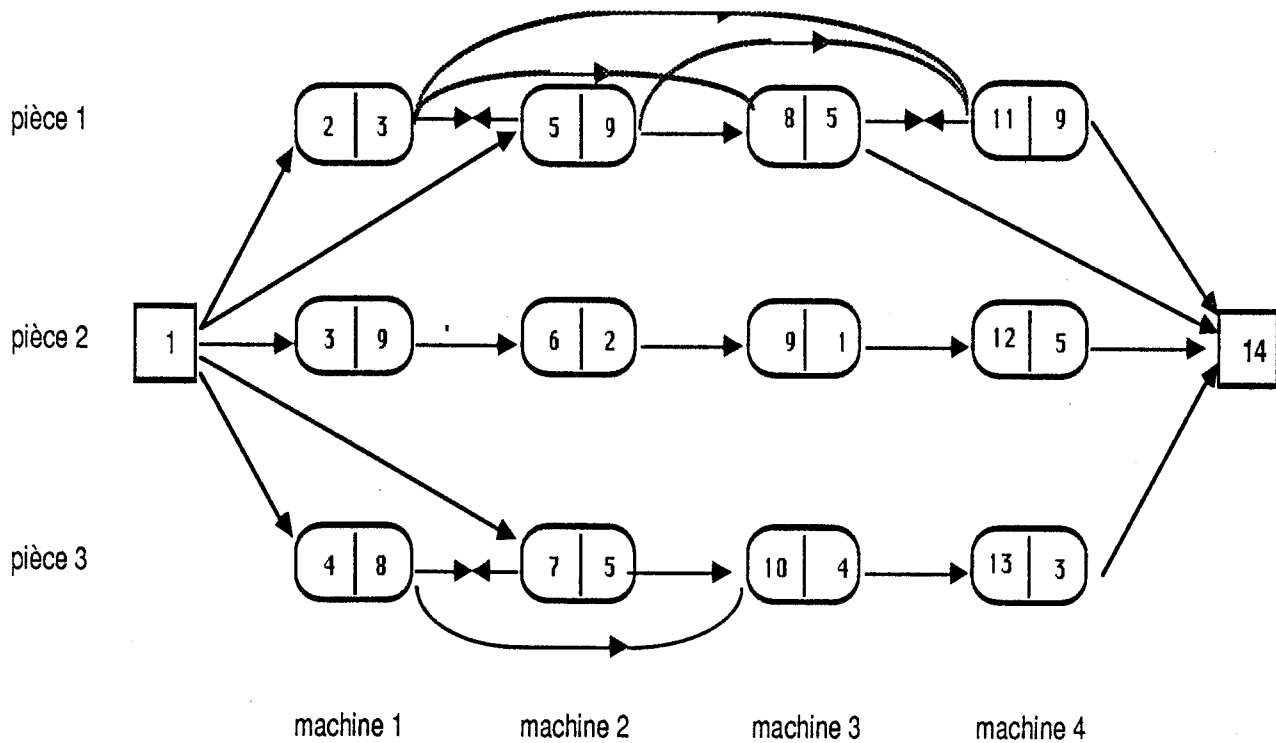 pièce 1
2 3
5 9
8 5
11 9
pièce 2
1
3 9
6 2
9 1
12 5
14
pièce 3
4 8
7 5
10 4
13 3
machine 1
machine 2
machine 3
machine 4